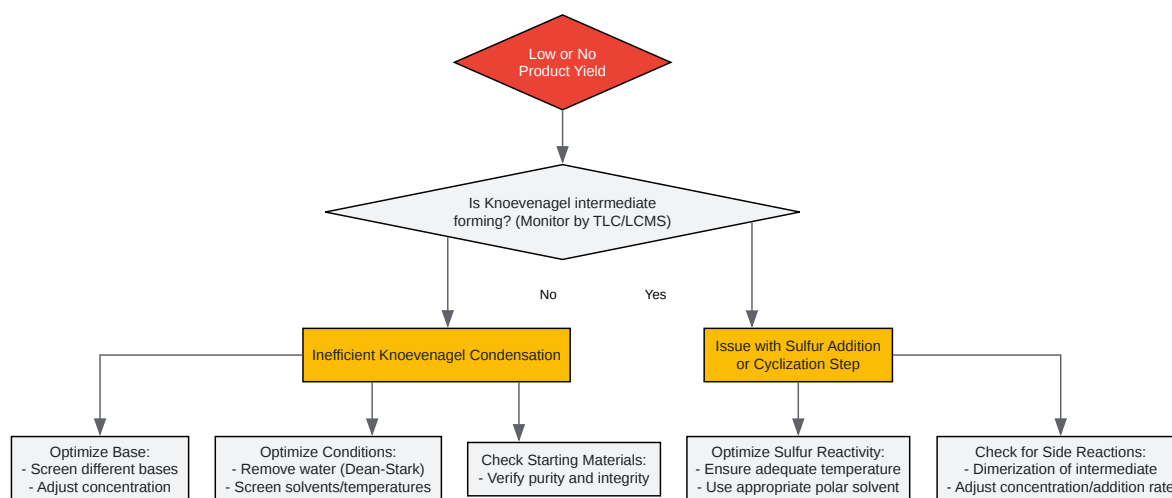 Low or No
Product Yield
Is Knoevenagel intermediate
forming? (Monitor by TLC/LCMS)
No
Yes
Inefficient Knoevenagel Condensation
Issue with Sulfur Addition
or Cyclization Step
Optimize Base:
- Screen different bases
- Adjust concentration
Optimize Conditions:
- Remove water (Dean-Stark)
- Screen solvents/temperatures
Check Starting Materials:
- Verify purity and integrity
Optimize Sulfur Reactivity:
- Ensure adequate temperature
- Use appropriate polar solvent
Check for Side Reactions:
- Dimerization of intermediate
- Adjust concentration/addition rate